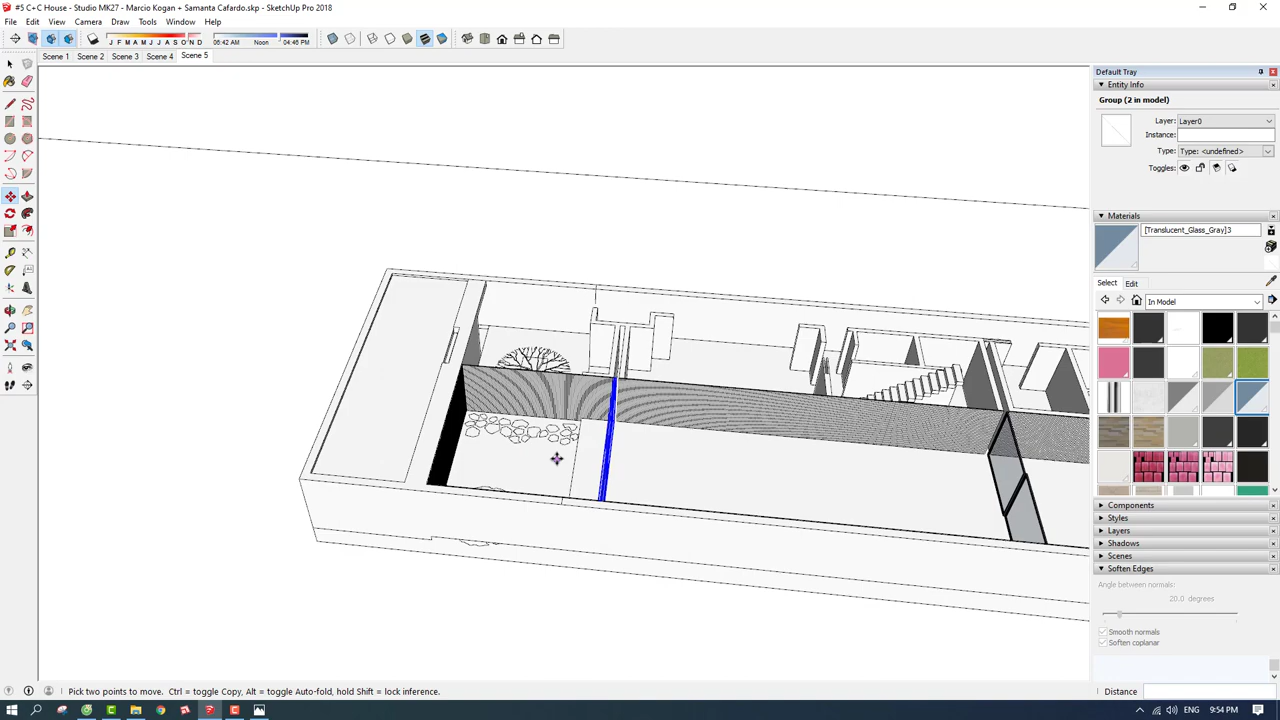 #5 C+C House - Studio MK27 - Marcio Kogan + Samanta Cafardo.skp - SketchUp Pro 2018
File Edit View Camera Draw Tools Window Help
J F M A M J J A S O N D 06:42 AM Noon 04:46 PM
Scene 1 Scene 2 Scene 3 Scene 4 Scene 5
Default Tray
Entity Info
Group (2 in model)
Layer: Layer0
Instance:
Type: Type: <undefined>
Toggles:
Materials
[Translucent_Glass_Gray]3
Select Edit
In Model
Components
Styles
Layers
Shadows
Scenes
Soften Edges
Angle between normals:
20.0 degrees
Smooth normals
Soften coplanar
Pick two points to move. Ctrl = toggle Copy, Alt = toggle Auto-fold, hold Shift = lock inference.
Distance
ENG 9:54 PM